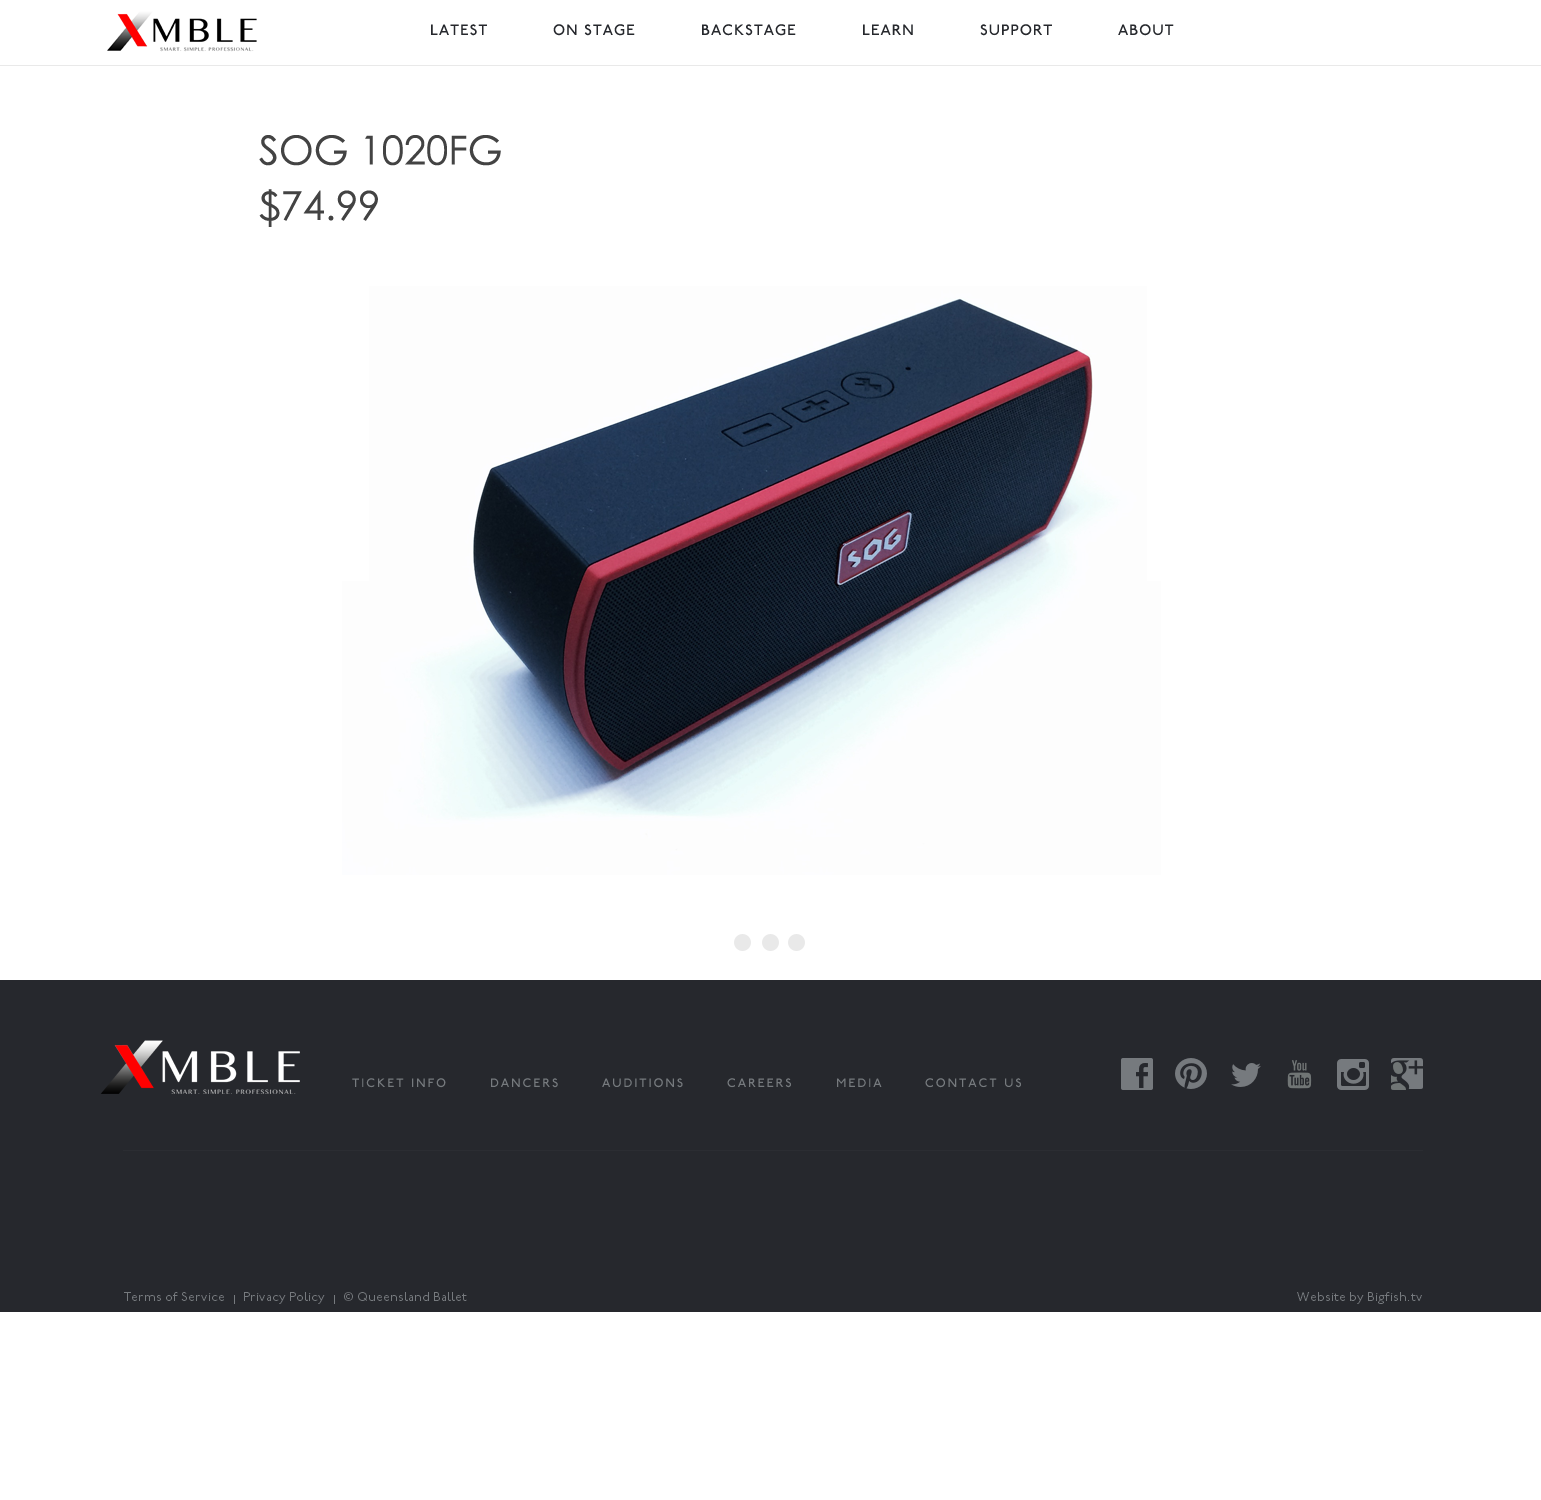 XMBLE
SMART. SIMPLE. PROFESSIONAL.
LATEST ON STAGE BACKSTAGE LEARN SUPPORT ABOUT
SOG 1020FG
$74.99
SOG
XMBLE
SMART. SIMPLE. PROFESSIONAL.
TICKET INFO DANCERS AUDITIONS CAREERS MEDIA CONTACT US
You
Tube
Terms of Service | Privacy Policy | © Queensland Ballet
Website by Bigfish.tv